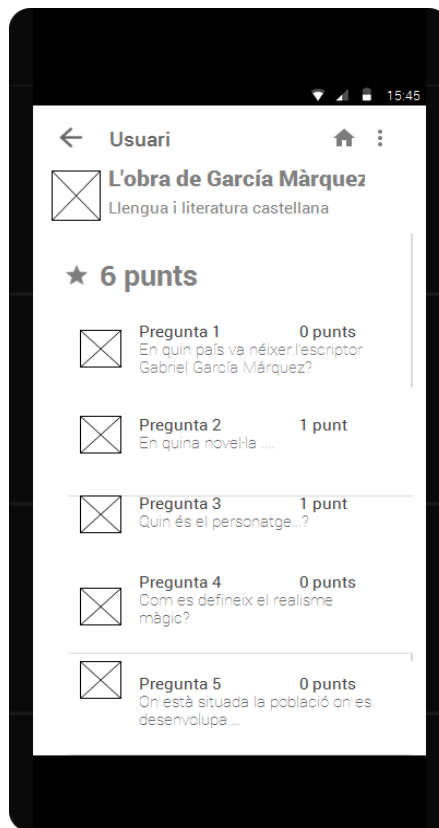 15:45
Usuari
L'obra de García Màrquez
Llengua i literatura castellana
6 punts
Pregunta 1 0 punts
En quin país va néixer.l'escriptor
Gabriel García Márquez?
Pregunta 2 1 punt
En quina novel·la ....
Pregunta 3 1 punt
Quin és el personatge...?
Pregunta 4 0 punts
Com es defineix el realisme
màgic?
Pregunta 5 0 punts
On està situada la població on es
desenvolupa....